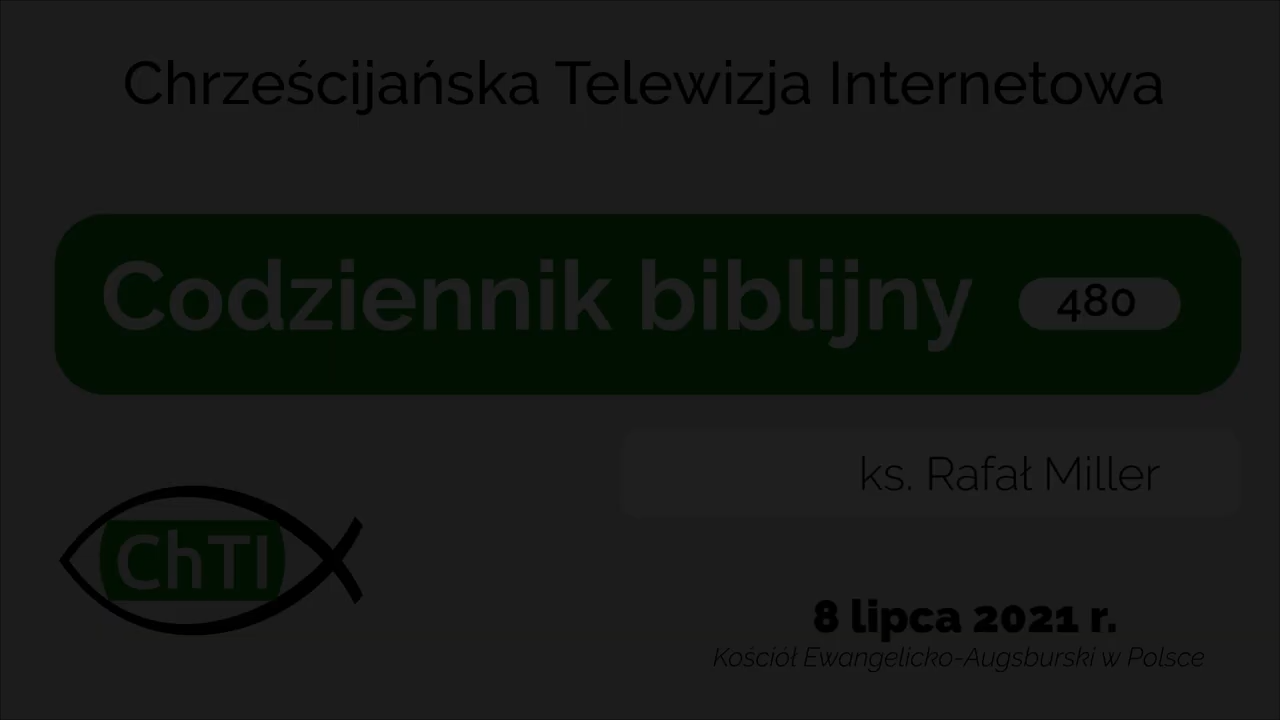 Chrześcijańska Telewizja Internetowa
Codziennik biblijny 480
ks. Rafał Miller
ChTI
8 lipca 2021 r.
Kościół Ewangelicko-Augsburski w Polsce